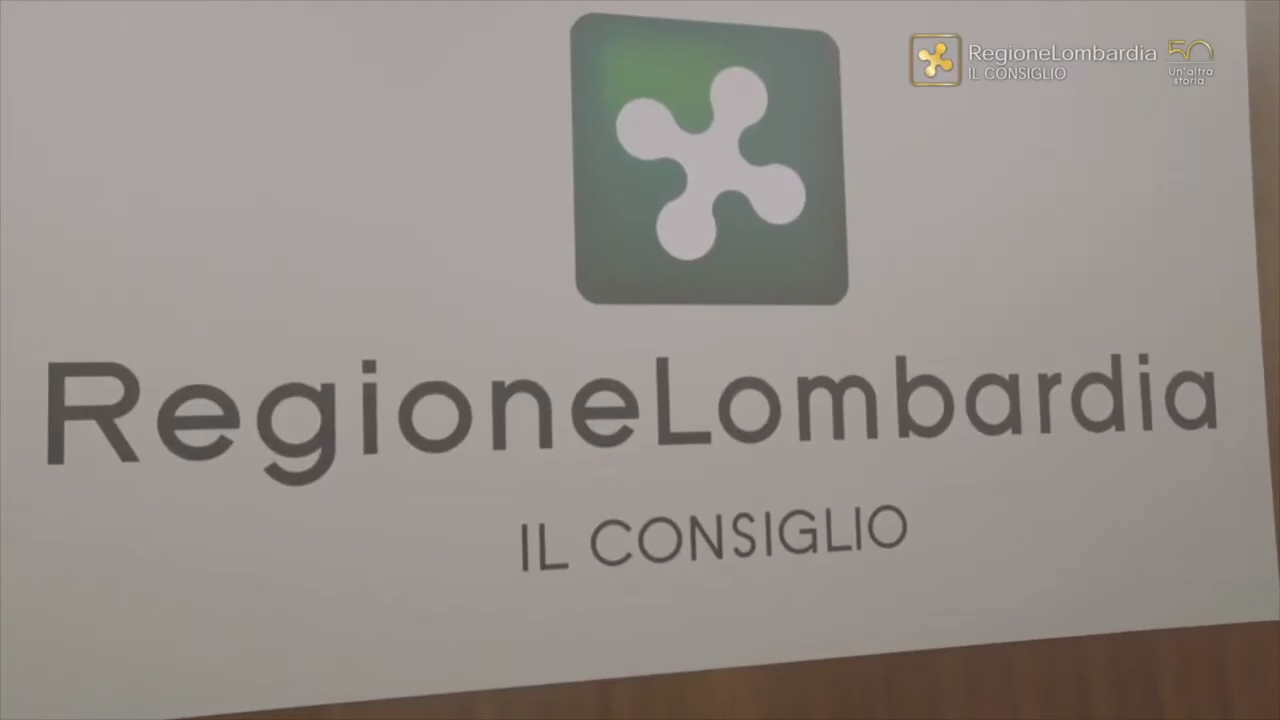 RegioneLombardia
IL CONSIGLIO
50
Un'altra
storia.
RegioneLombardia
IL CONSIGLIO